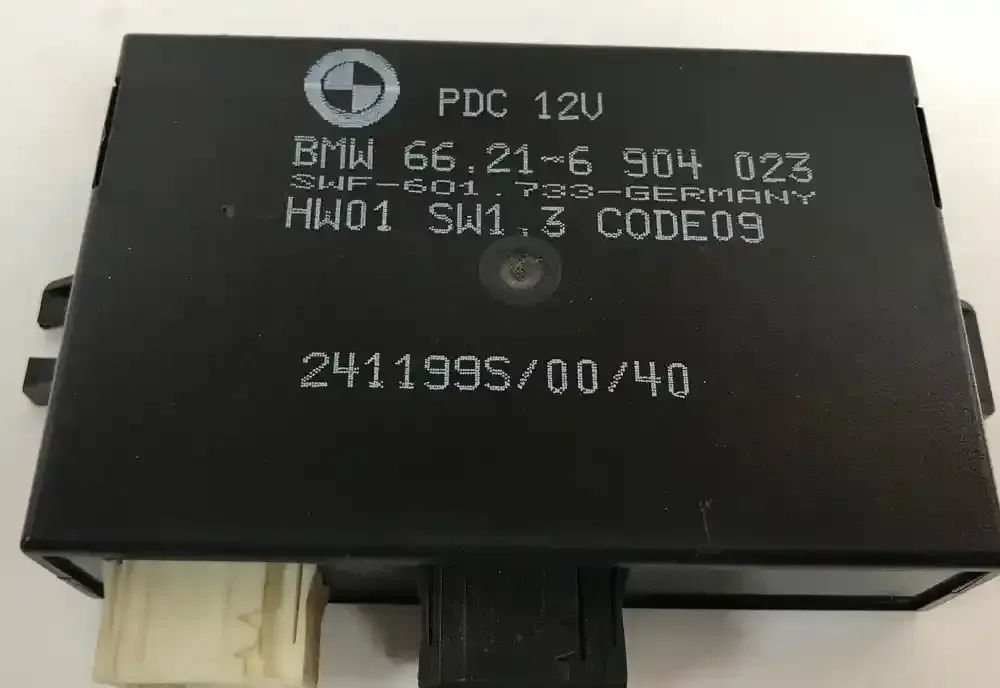 PDC 12V
BMW 66.21-6 904 023
SWF-601.733-GERMANY
HW01 SW1.3 CODE09
241199S/00/40